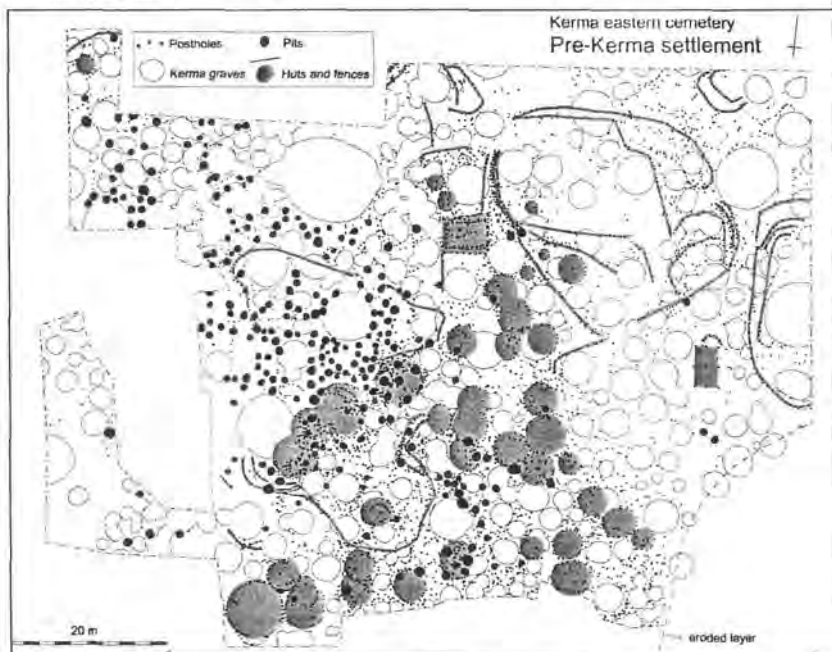 Kerma eastern cemetery
Pre-Kerma settlement
Postholes
Pits
Kerma graves
Huts and fences
20 m
eroded layer